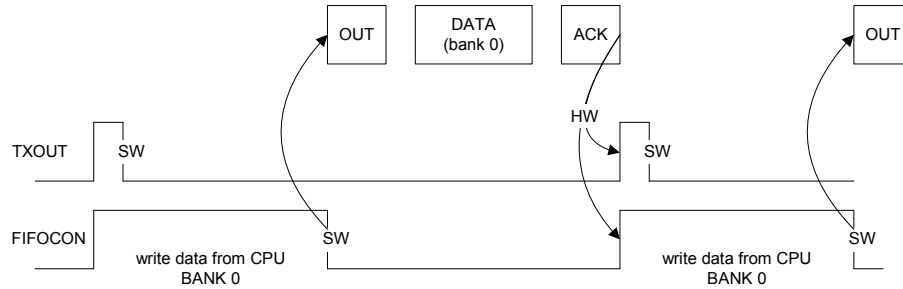 OUT
DATA
(bank 0)
ACK
OUT
HW
TXOUT
SW
SW
FIFOCON
SW
SW
write data from CPU
BANK 0
write data from CPU
BANK 0